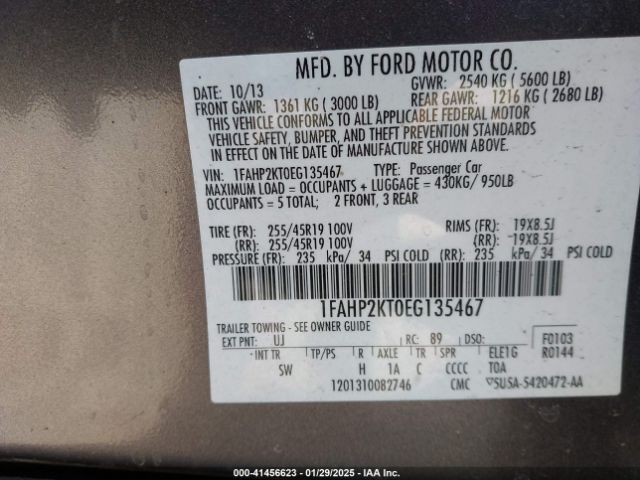 MFD. BY FORD MOTOR CO.
DATE: 10/13 GVWR: 2540 KG ( 5600 LB)
FRONT GAWR: 1361 KG ( 3000 LB) REAR GAWR: 1216 KG ( 2680 LB)
THIS VEHICLE CONFORMS TO ALL APPLICABLE FEDERAL MOTOR
VEHICLE SAFETY, BUMPER, AND THEFT PREVENTION STANDARDS
IN EFFECT ON THE DATE OF MANUFACTURE SHOWN ABOVE.
VIN: 1FAHP2KT0EG135467 TYPE: Passenger Car
MAXIMUM LOAD = OCCUPANTS + LUGGAGE = 430KG/ 950LB
OCCUPANTS = 5 TOTAL; 2 FRONT, 3 REAR
TIRE (FR): 255/45R19 100V RIMS (FR): 19X8.5J
(RR): 255/45R19 100V (RR): 19X8.5J
PRESSURE (FR): 235 kPa/ 34 PSI COLD (RR): 235 kPa/ 34 PSI COLD
1FAHP2KT0EG135467
TRAILER TOWING - SEE OWNER GUIDE
EXT PNT: UJ RC: 89 DSO: F0103
INT TR TP/PS R AXLE TR SPR ELE1G R0144
SW H 1A C CCCC TOA
1201310082746 CMC ▽5USA-5420472-AA
000-41456623 - 01/29/2025 - IAA Inc.